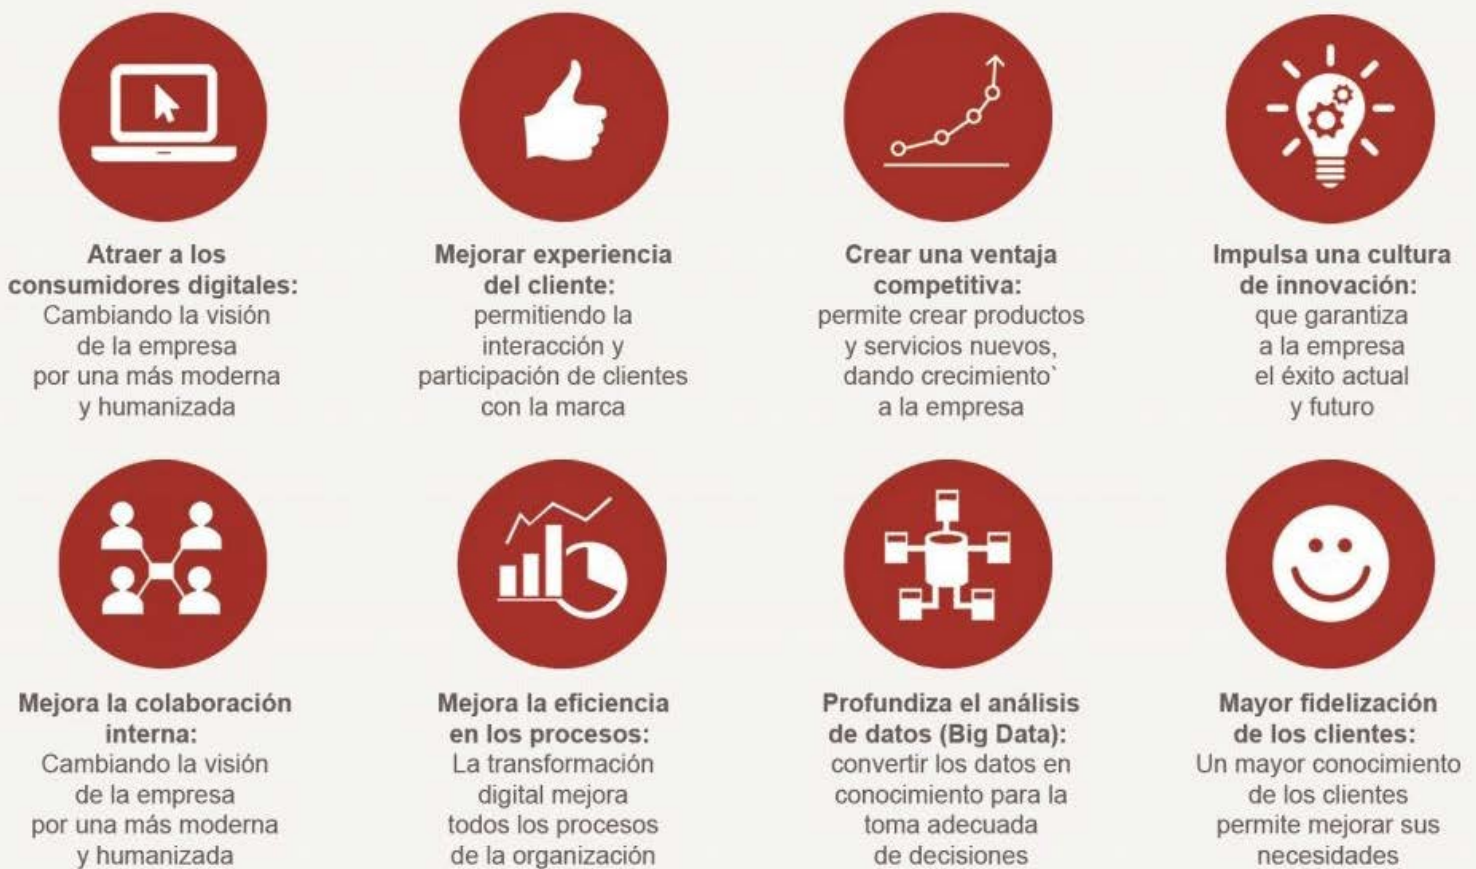 Atraer a los
consumidores digitales:
Cambiando la visión
de la empresa
por una más moderna
y humanizada
Mejorar experiencia
del cliente:
permitiendo la
interacción y
participación de clientes
con la marca
Crear una ventaja
competitiva:
permite crear productos
y servicios nuevos,
dando crecimiento`
a la empresa
Impulsa una cultura
de innovación:
que garantiza
a la empresa
el éxito actual
y futuro
Mejora la colaboración
interna:
Cambiando la visión
de la empresa
por una más moderna
y humanizada
Mejora la eficiencia
en los procesos:
La transformación
digital mejora
todos los procesos
de la organización
Profundiza el análisis
de datos (Big Data):
convertir los datos en
conocimiento para la
toma adecuada
de decisiones
Mayor fidelización
de los clientes:
Un mayor conocimiento
de los clientes
permite mejorar sus
necesidades